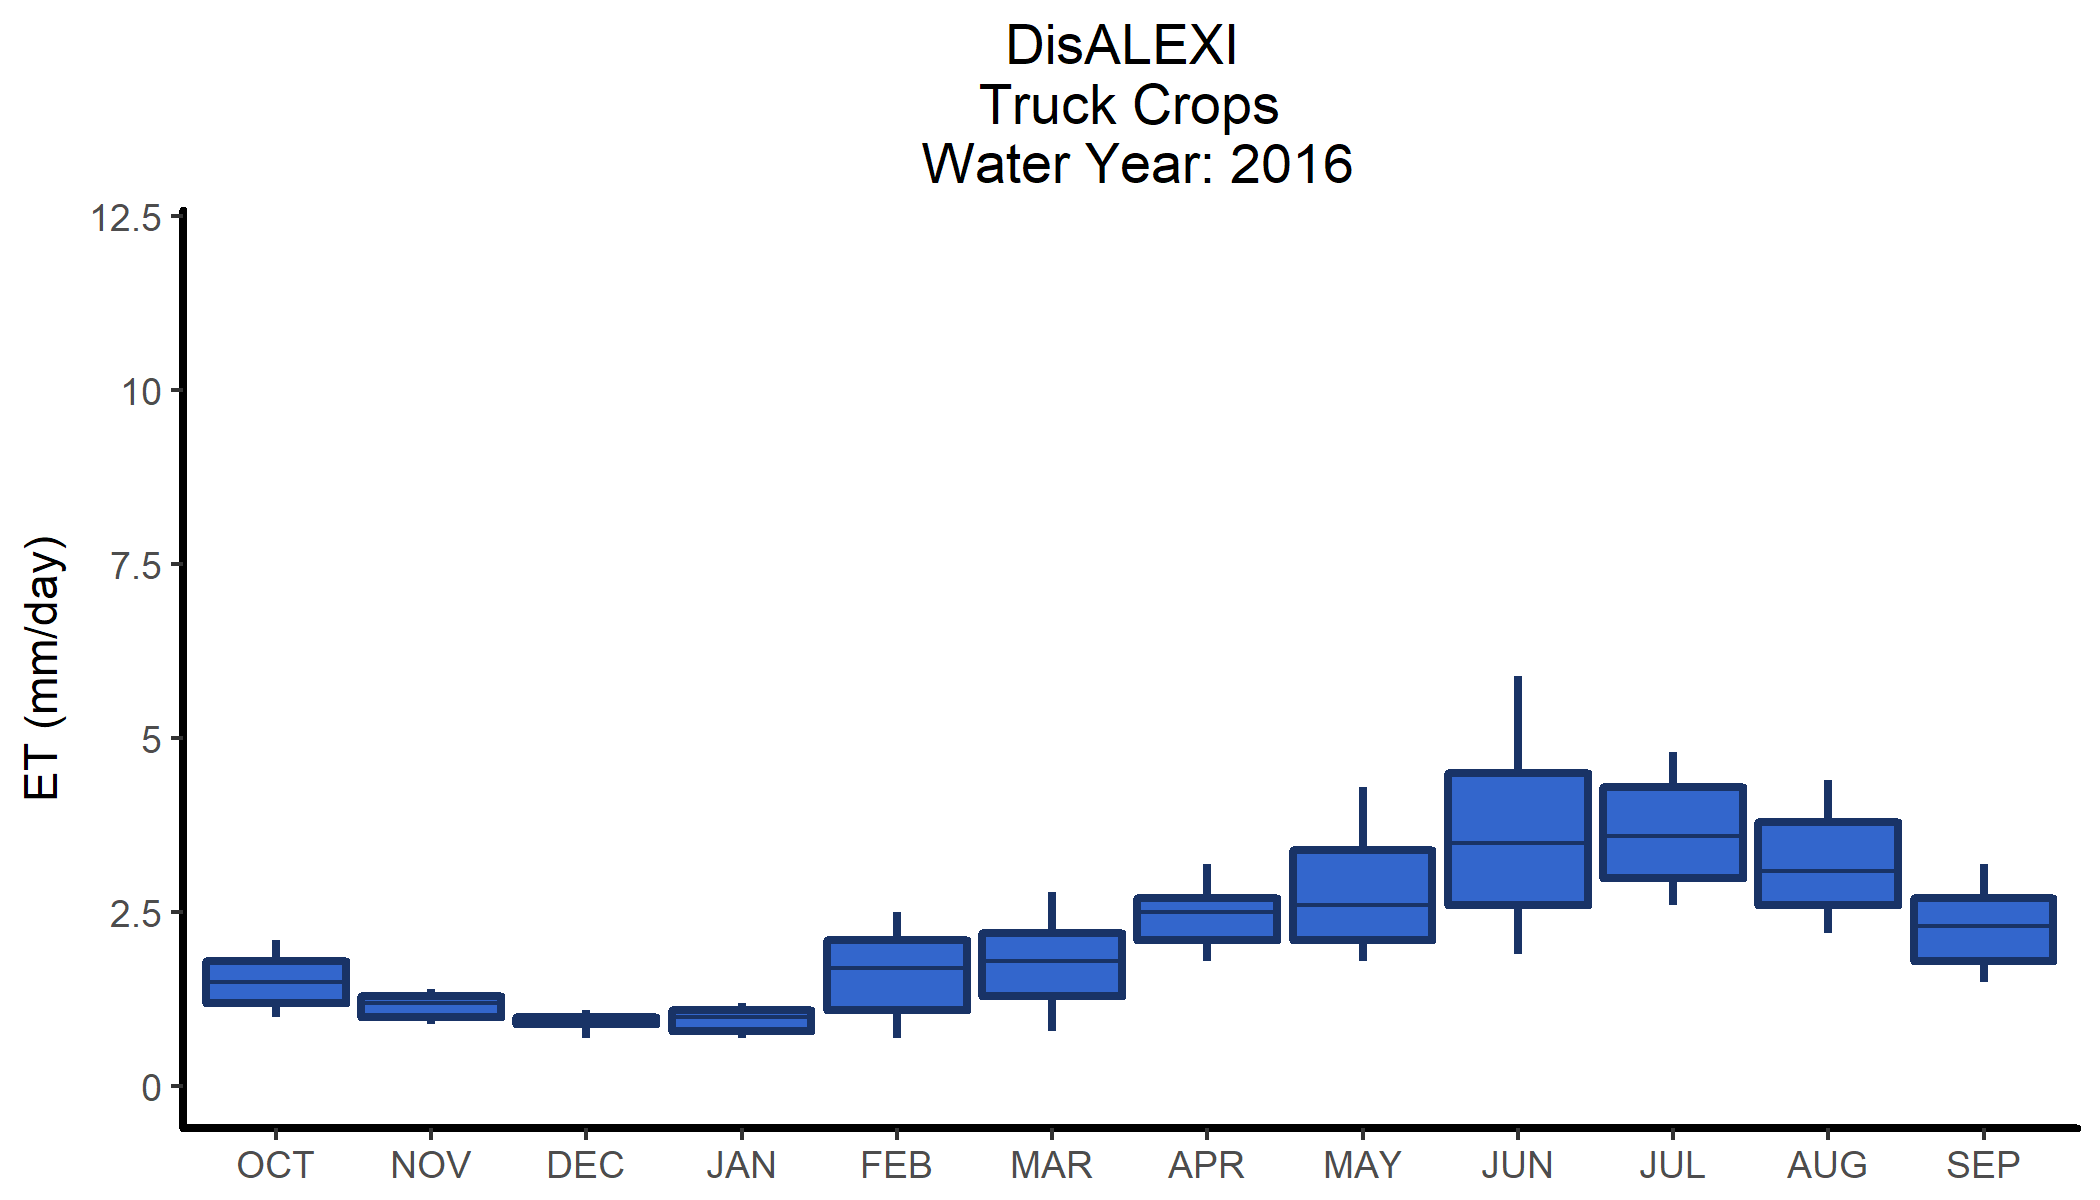 DisALEXI
Truck Crops
Water Year: 2016
12.5
10
7.5
5
2.5
0
ET (mm/day)
OCT NOV DEC JAN FEB MAR APR MAY JUN JUL AUG SEP